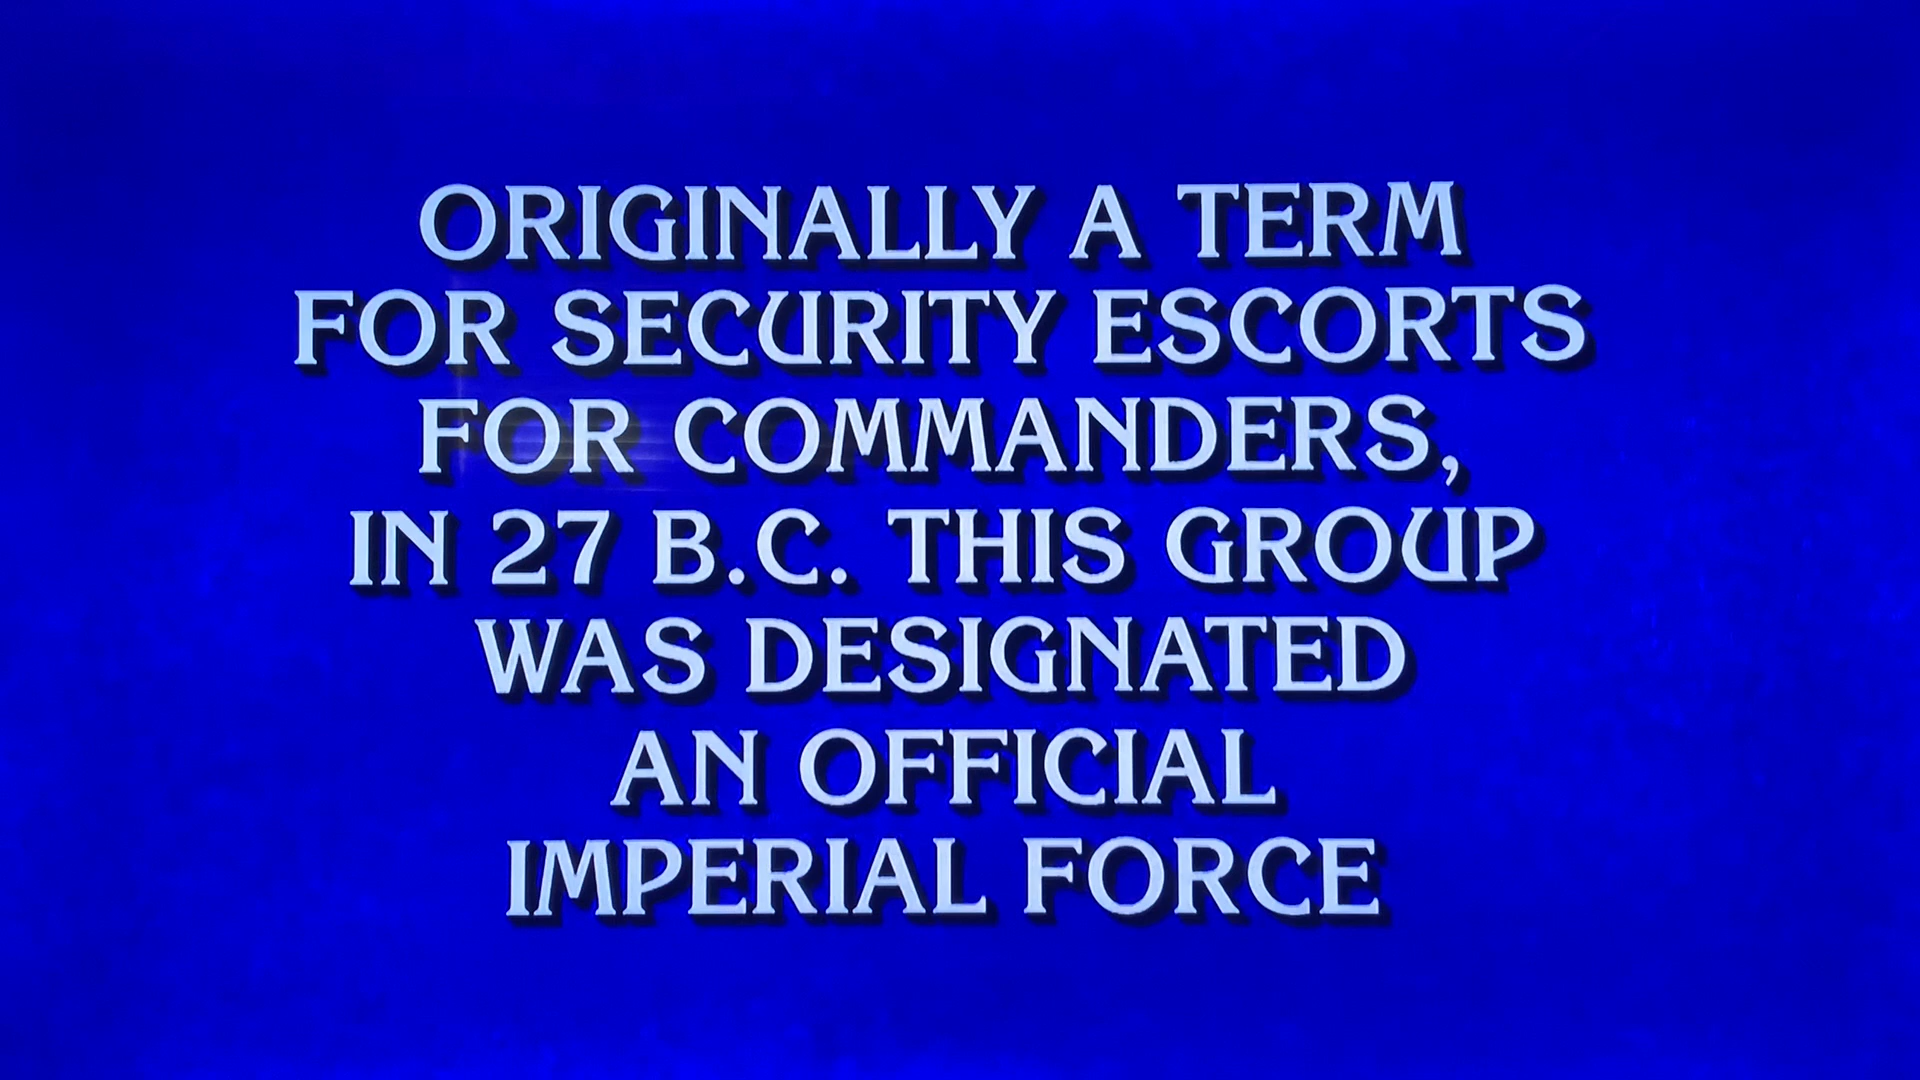 ORIGINALLY A TERM
FOR SECURITY ESCORTS
FOR COMMANDERS,
IN 27 B.C. THIS GROUP
WAS DESIGNATED
AN OFFICIAL
IMPERIAL FORCE